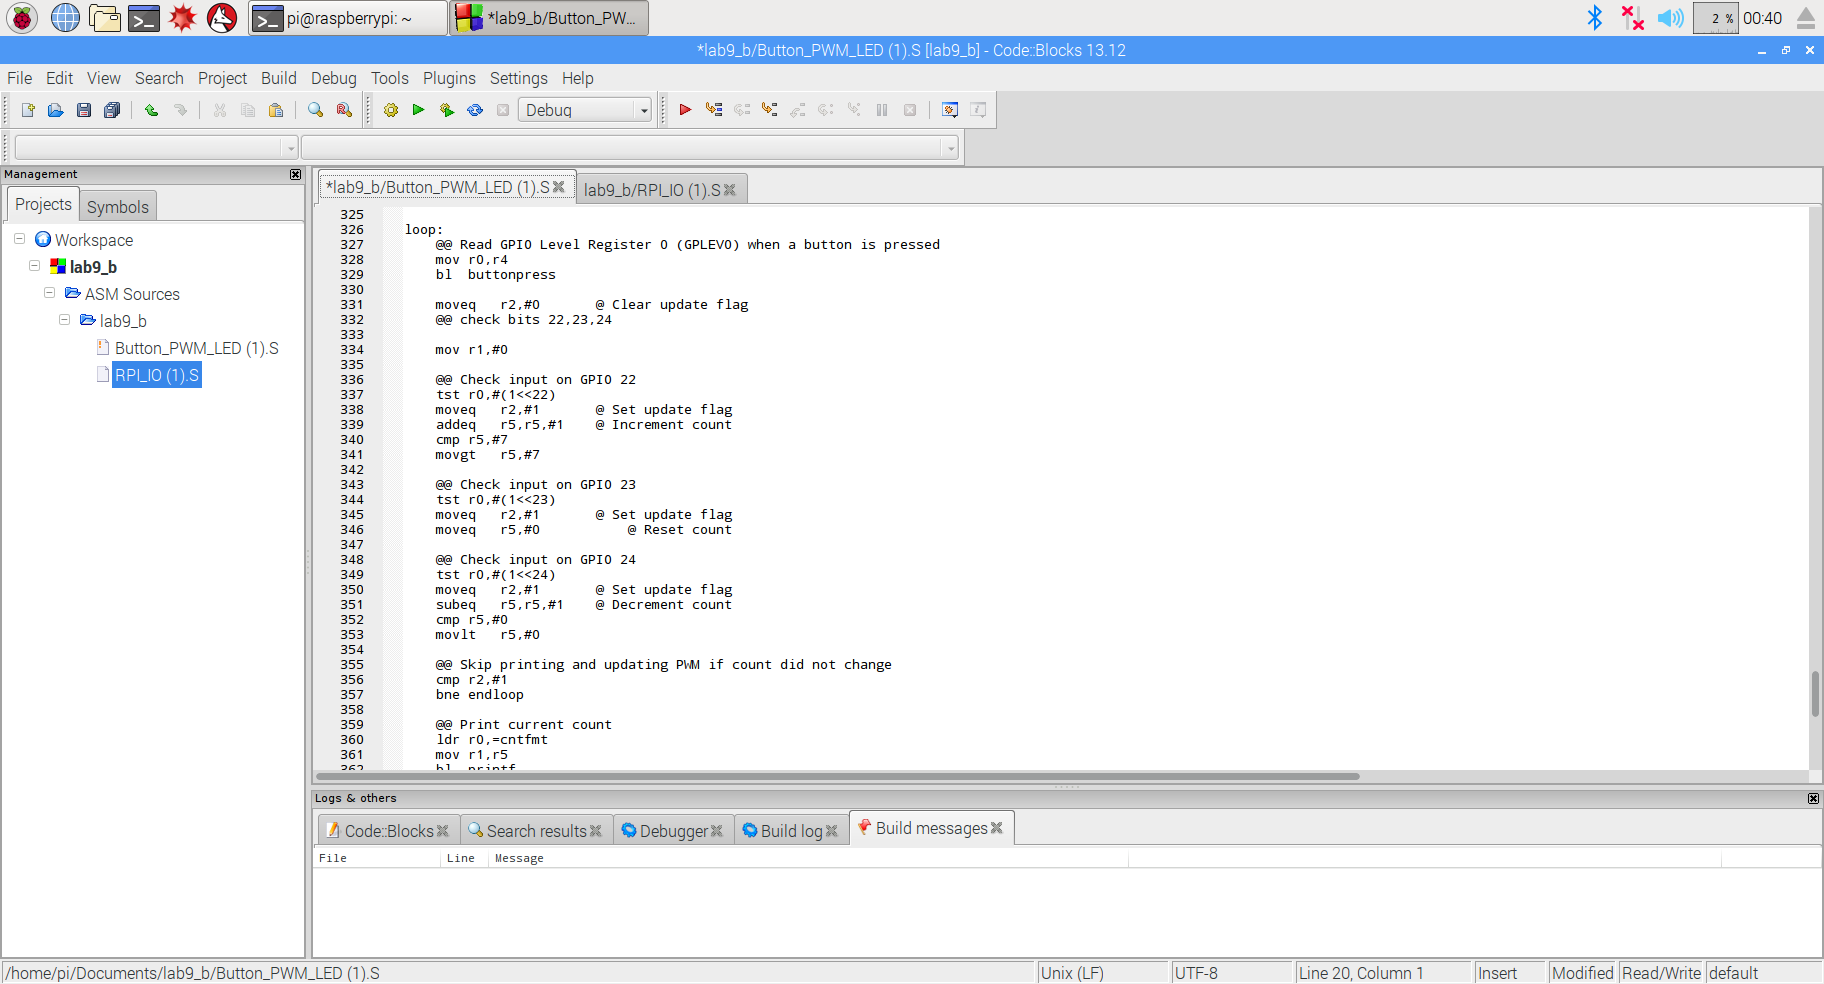 pi@raspberrypi: ~
*lab9_b/Button_PW...
2 %
00:40
*lab9_b/Button_PWM_LED (1).S [lab9_b] - Code::Blocks 13.12
File Edit View Search Project Build Debug Tools Plugins Settings Help
Debug
Management
Projects
Symbols
Workspace
lab9_b
ASM Sources
lab9_b
Button_PWM_LED (1).S
RPI_IO (1).S
*lab9_b/Button_PWM_LED (1).S
lab9_b/RPI_IO (1).S
325
326 loop:
327 @@ Read GPIO Level Register 0 (GPLEV0) when a button is pressed
328 mov r0,r4
329 bl buttonpress
330
331 moveq r2,#0 @ Clear update flag
332 @@ check bits 22,23,24
333
334 mov r1,#0
335
336 @@ Check input on GPIO 22
337 tst r0,#(1<<22)
338 moveq r2,#1 @ Set update flag
339 addeq r5,r5,#1 @ Increment count
340 cmp r5,#7
341 movgt r5,#7
342
343 @@ Check input on GPIO 23
344 tst r0,#(1<<23)
345 moveq r2,#1 @ Set update flag
346 moveq r5,#0 @ Reset count
347
348 @@ Check input on GPIO 24
349 tst r0,#(1<<24)
350 moveq r2,#1 @ Set update flag
351 subeq r5,r5,#1 @ Decrement count
352 cmp r5,#0
353 movlt r5,#0
354
355 @@ Skip printing and updating PWM if count did not change
356 cmp r2,#1
357 bne endloop
358
359 @@ Print current count
360 ldr r0,=cntfmt
361 mov r1,r5
362 bl printf
Logs & others
Code::Blocks
Search results
Debugger
Build log
Build messages
File Line Message
/home/pi/Documents/lab9_b/Button_PWM_LED (1).S
Unix (LF)
UTF-8
Line 20, Column 1
Insert
Modified
Read/Write
default